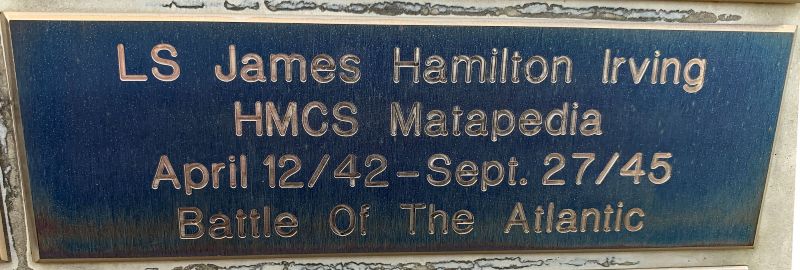 LS James Hamilton Irving
HMCS Matapedia
April 12/42 - Sept. 27/45
Battle Of The Atlantic